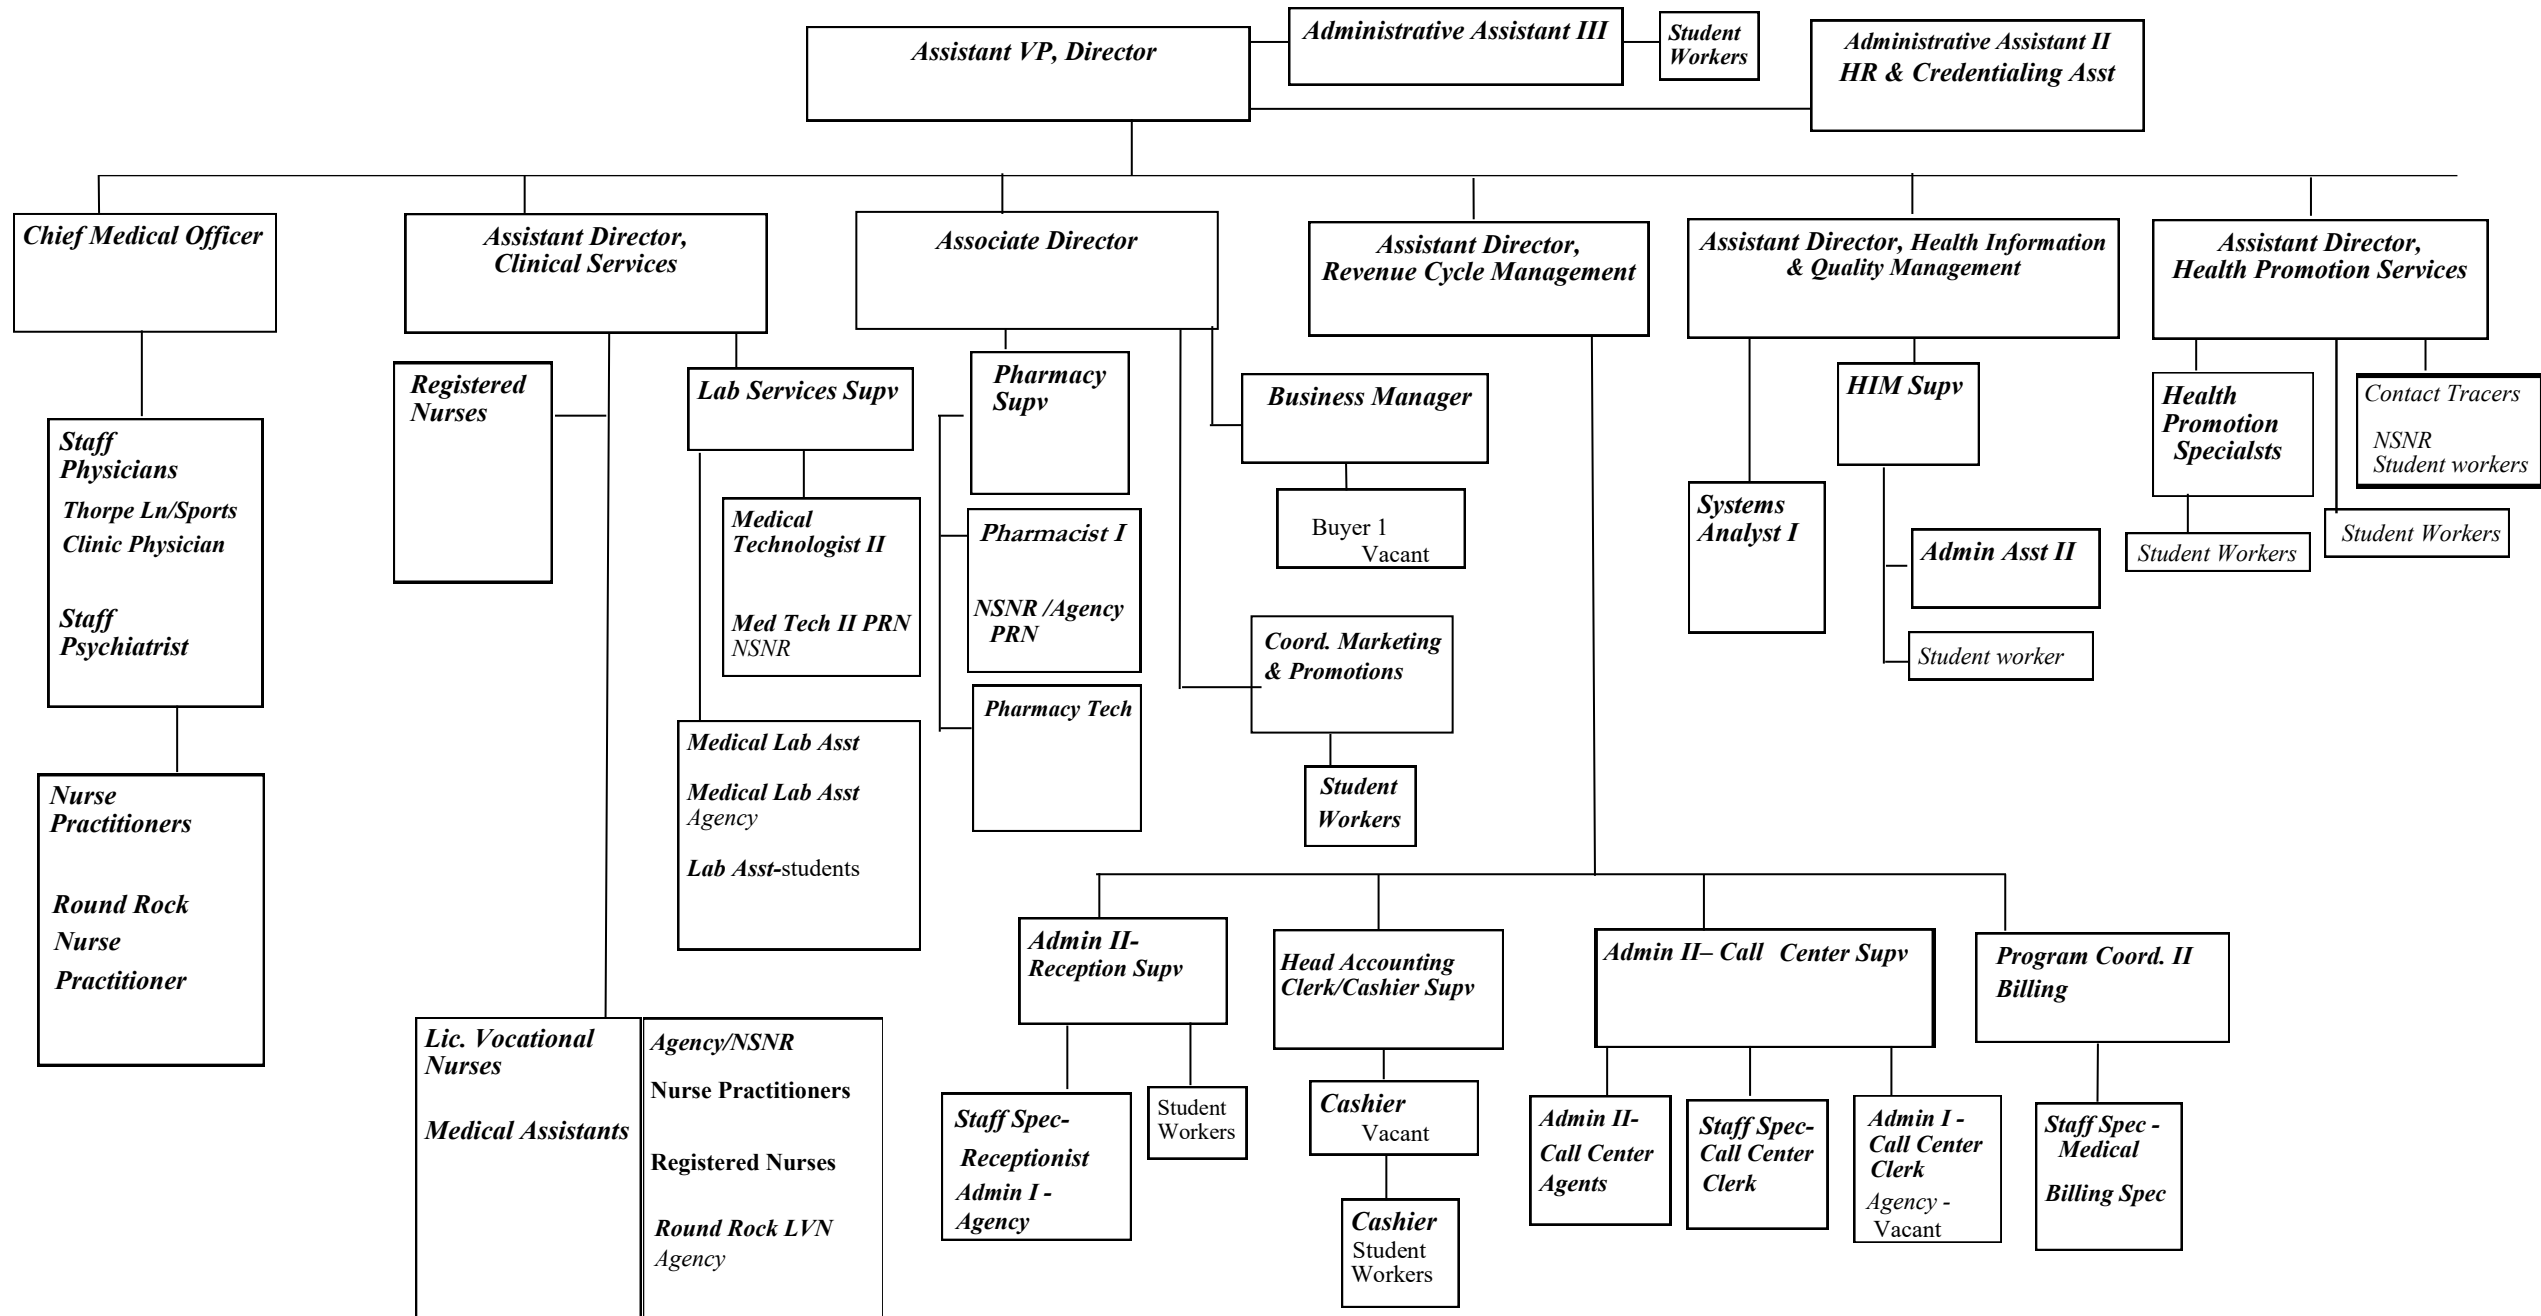 Assistant VP, Director
Administrative Assistant III
Student
Workers
Administrative Assistant II
HR & Credentialing Asst
Chief Medical Officer
Assistant Director,
Clinical Services
Associate Director
Assistant Director,
Revenue Cycle Management
Assistant Director, Health Information
& Quality Management
Assistant Director,
Health Promotion Services
Staff
Physicians
Thorpe Ln/Sports
Clinic Physician
Staff
Psychiatrist
Nurse
Practitioners
Round Rock
Nurse
Practitioner
Registered
Nurses
Lab Services Supv
Medical
Technologist II
Med Tech II PRN
NSNR
Medical Lab Asst
Medical Lab Asst
Agency
Lab Asst-students
Lic. Vocational
Nurses
Medical Assistants
Agency/NSNR
Nurse Practitioners
Registered Nurses
Round Rock LVN
Agency
Pharmacy
Supv
Pharmacist I
NSNR /Agency
PRN
Pharmacy Tech
Business Manager
Buyer 1
Vacant
Coord. Marketing
& Promotions
Student
Workers
Admin II-
Reception Supv
Staff Spec-
Receptionist
Admin I -
Agency
Student
Workers
Head Accounting
Clerk/Cashier Supv
Cashier
Vacant
Cashier
Student
Workers
Admin II– Call Center Supv
Admin II-
Call Center
Agents
Staff Spec-
Call Center
Clerk
Admin I -
Call Center
Clerk
Agency -
Vacant
Program Coord. II
Billing
Staff Spec -
Medical
Billing Spec
Systems
Analyst I
HIM Supv
Admin Asst II
Student worker
Health
Promotion
Specialsts
Student Workers
Student Workers
Contact Tracers
NSNR
Student workers